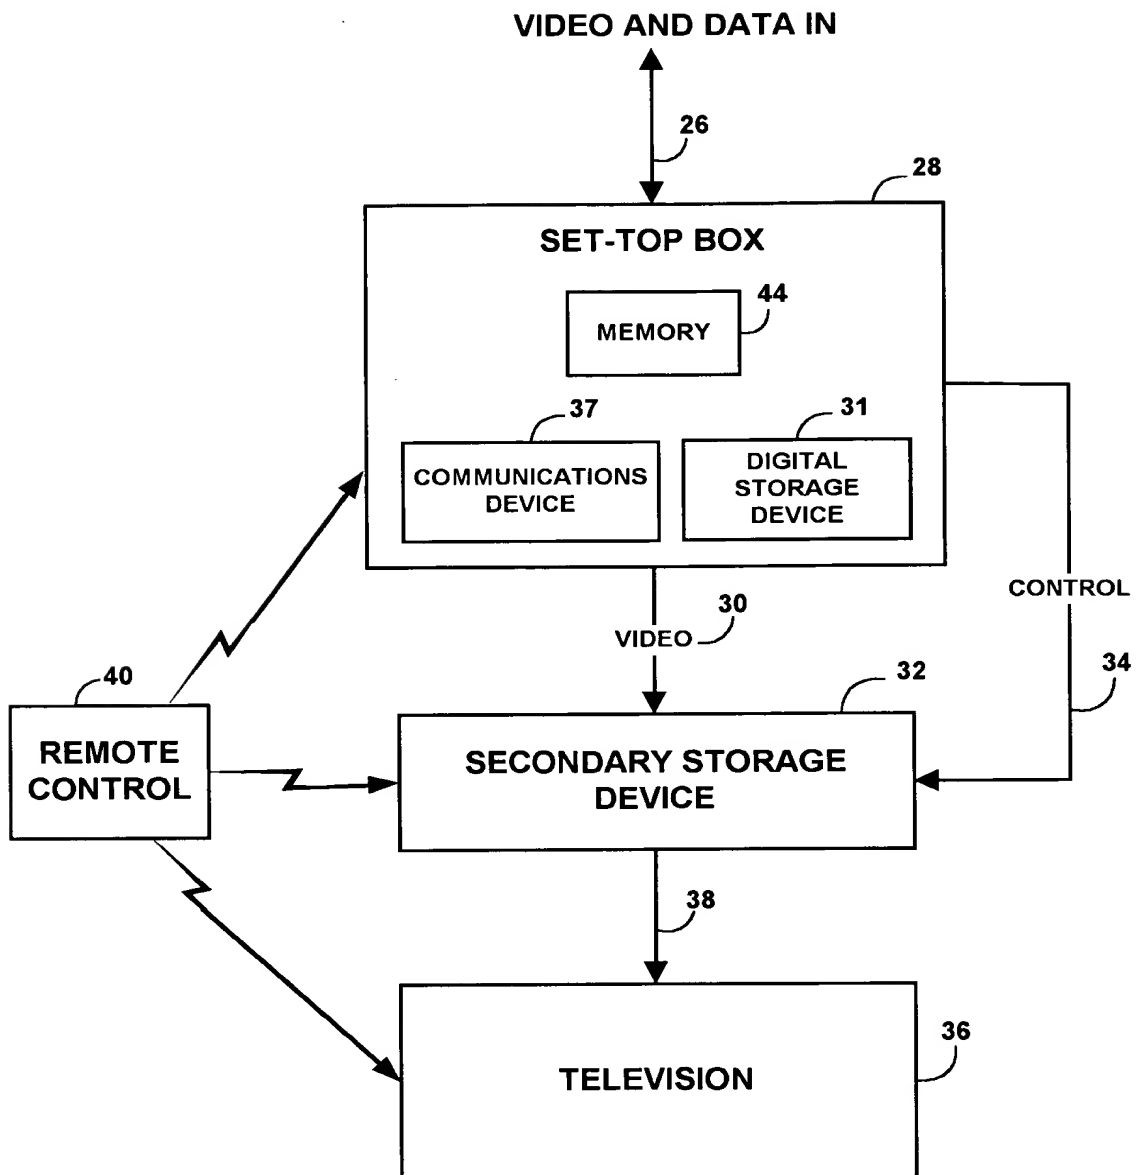 VIDEO AND DATA IN
26
28
SET-TOP BOX
44
MEMORY
37
31
COMMUNICATIONS
DEVICE
DIGITAL
STORAGE
DEVICE
CONTROL
30
VIDEO
34
40
32
REMOTE
CONTROL
SECONDARY STORAGE
DEVICE
38
36
TELEVISION